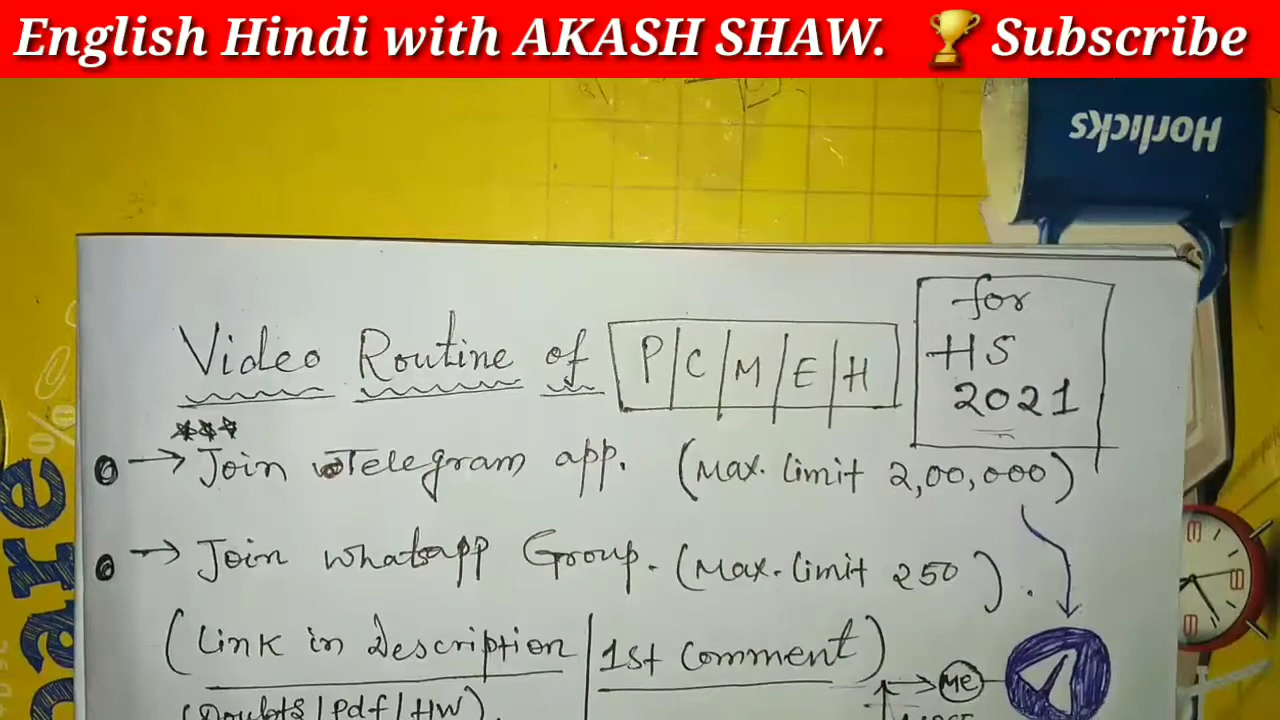 English Hindi with AKASH SHAW. 🏆 Subscribe
Horlicks
Video Routine of P C M E H
for
HS
2021
Join Telegram app. (Max. limit 2,00,000)
Join whatsapp Group. (Max. limit 250).
(Link in Description | 1st Comment)
(Doubts | Pdf | HW).
Me
are